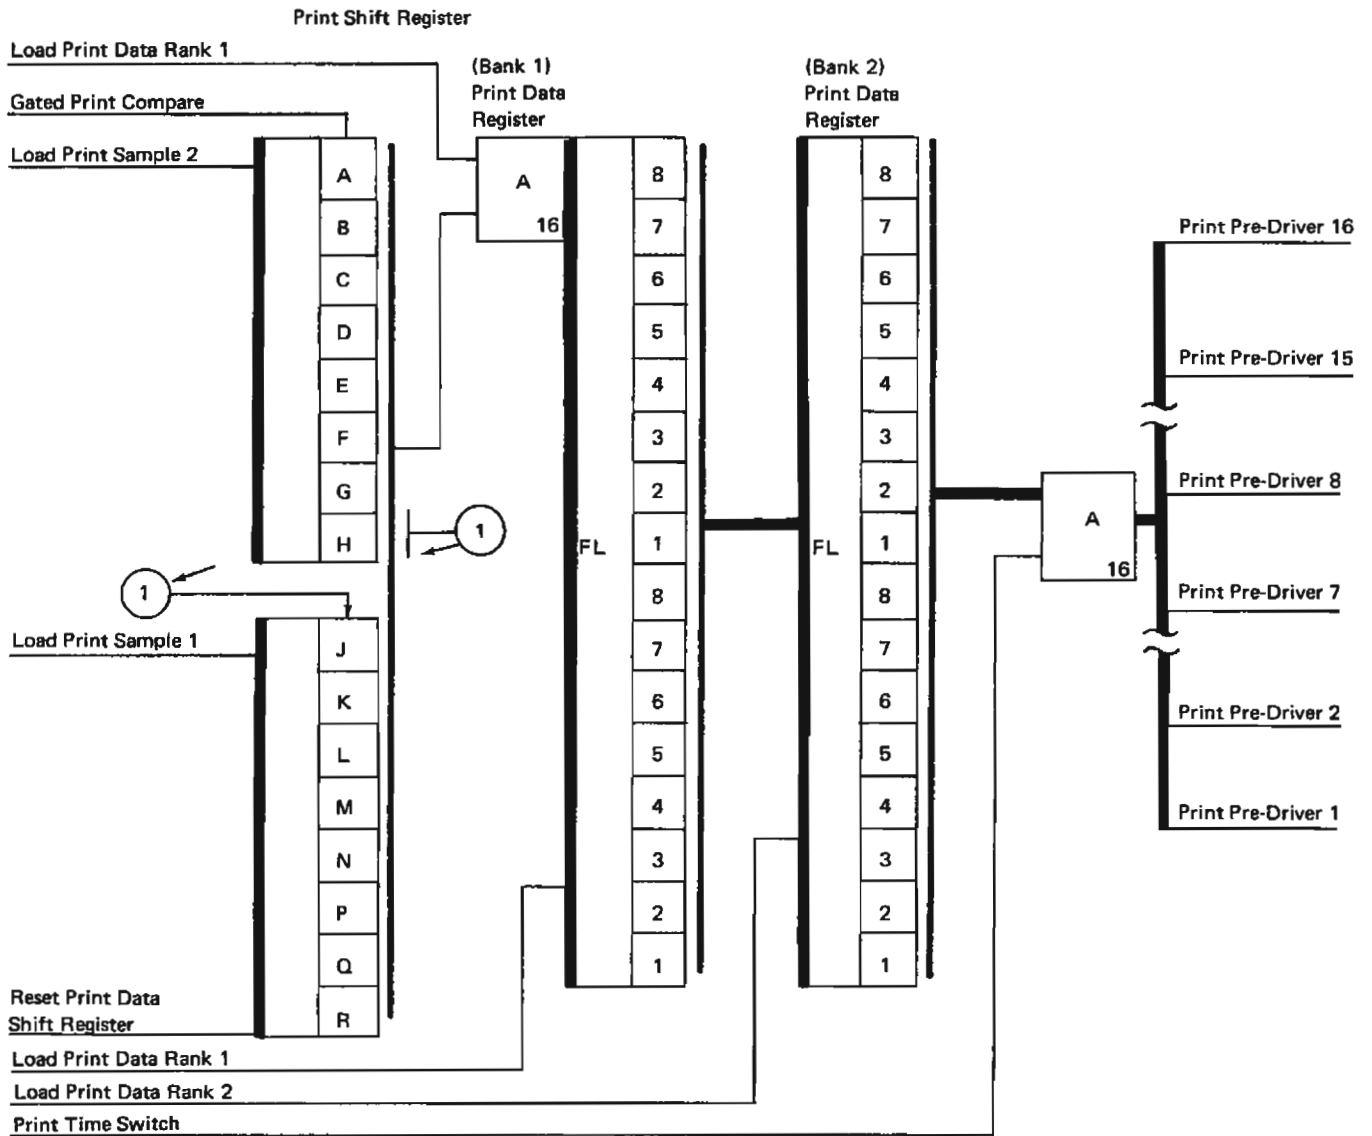 Print Shift Register
Load Print Data Rank 1
Gated Print Compare
Load Print Sample 2
A
B
C
D
E
F
G
H
1
1
Load Print Sample 1
J
K
L
M
N
P
Q
R
Reset Print Data
Shift Register
Load Print Data Rank 1
Load Print Data Rank 2
Print Time Switch
(Bank 1)
Print Data
Register
A
16
FL
8
7
6
5
4
3
2
1
8
7
6
5
4
3
2
1
(Bank 2)
Print Data
Register
FL
8
7
6
5
4
3
2
1
8
7
6
5
4
3
2
1
A
16
Print Pre-Driver 16
Print Pre-Driver 15
Print Pre-Driver 8
Print Pre-Driver 7
Print Pre-Driver 2
Print Pre-Driver 1